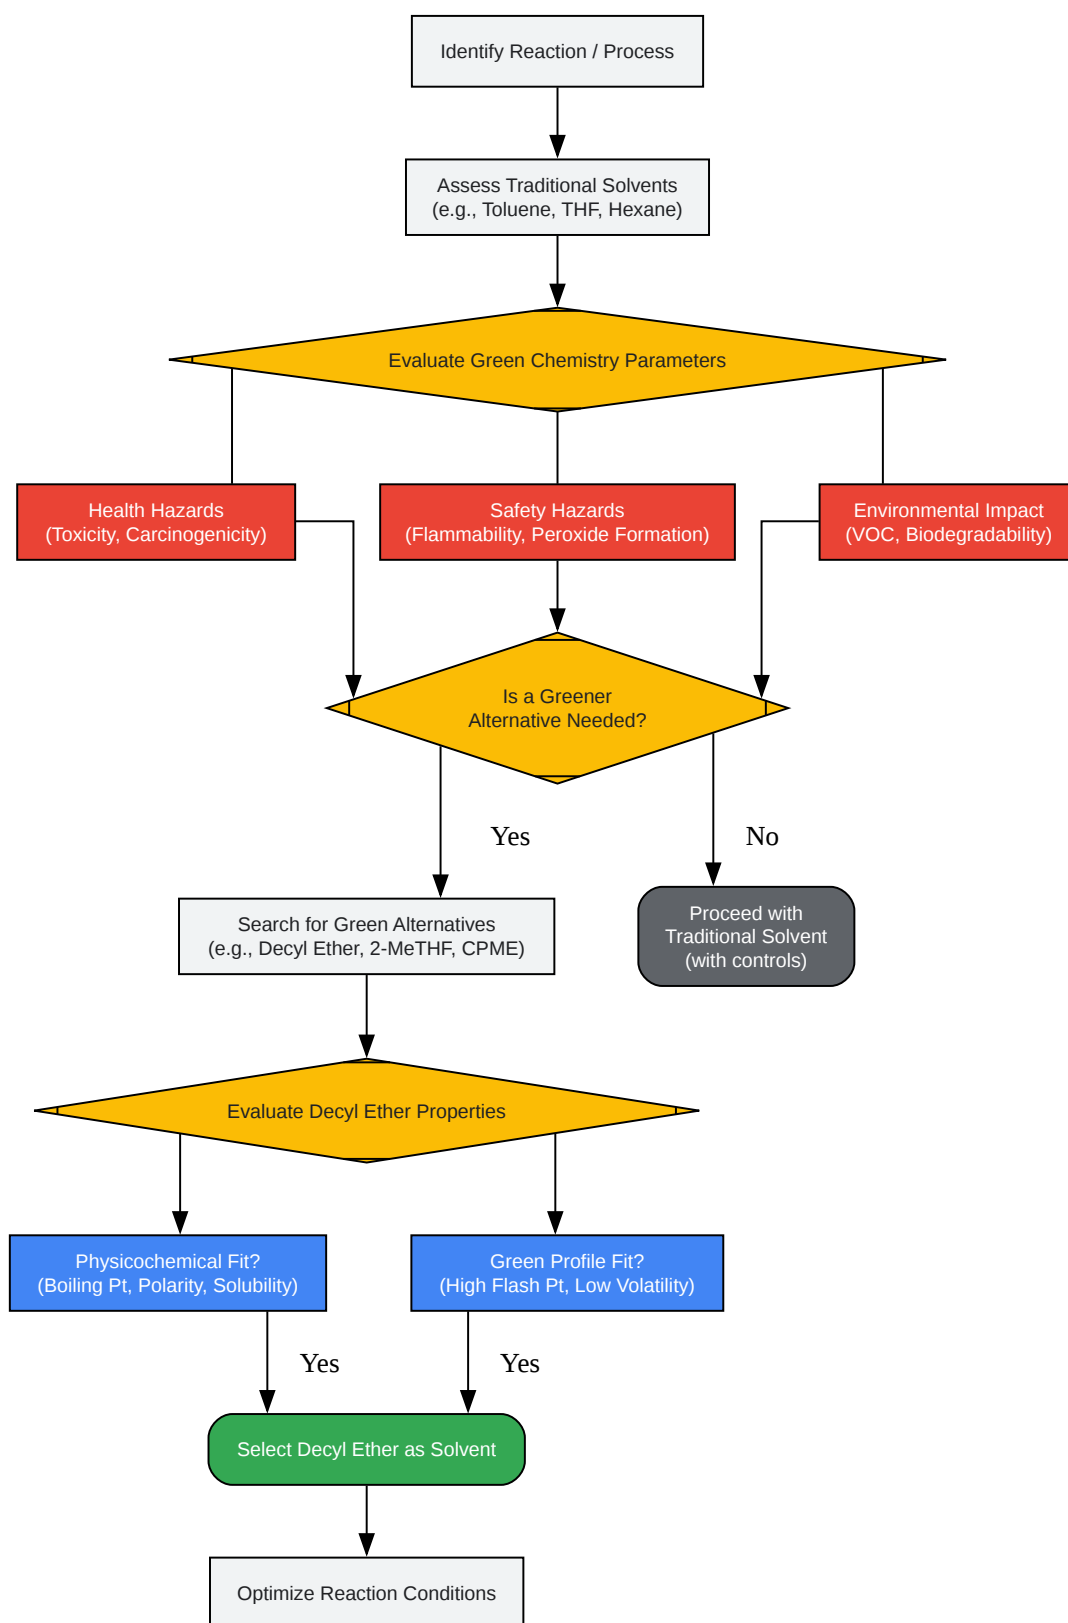 Identify Reaction / Process
Assess Traditional Solvents
(e.g., Toluene, THF, Hexane)
Evaluate Green Chemistry Parameters
Health Hazards
(Toxicity, Carcinogenicity)
Safety Hazards
(Flammability, Peroxide Formation)
Environmental Impact
(VOC, Biodegradability)
Is a Greener
Alternative Needed?
Yes
No
Search for Green Alternatives
(e.g., Decyl Ether, 2-MeTHF, CPME)
Proceed with
Traditional Solvent
(with controls)
Evaluate Decyl Ether Properties
Physicochemical Fit?
(Boiling Pt, Polarity, Solubility)
Green Profile Fit?
(High Flash Pt, Low Volatility)
Yes
Yes
Select Decyl Ether as Solvent
Optimize Reaction Conditions